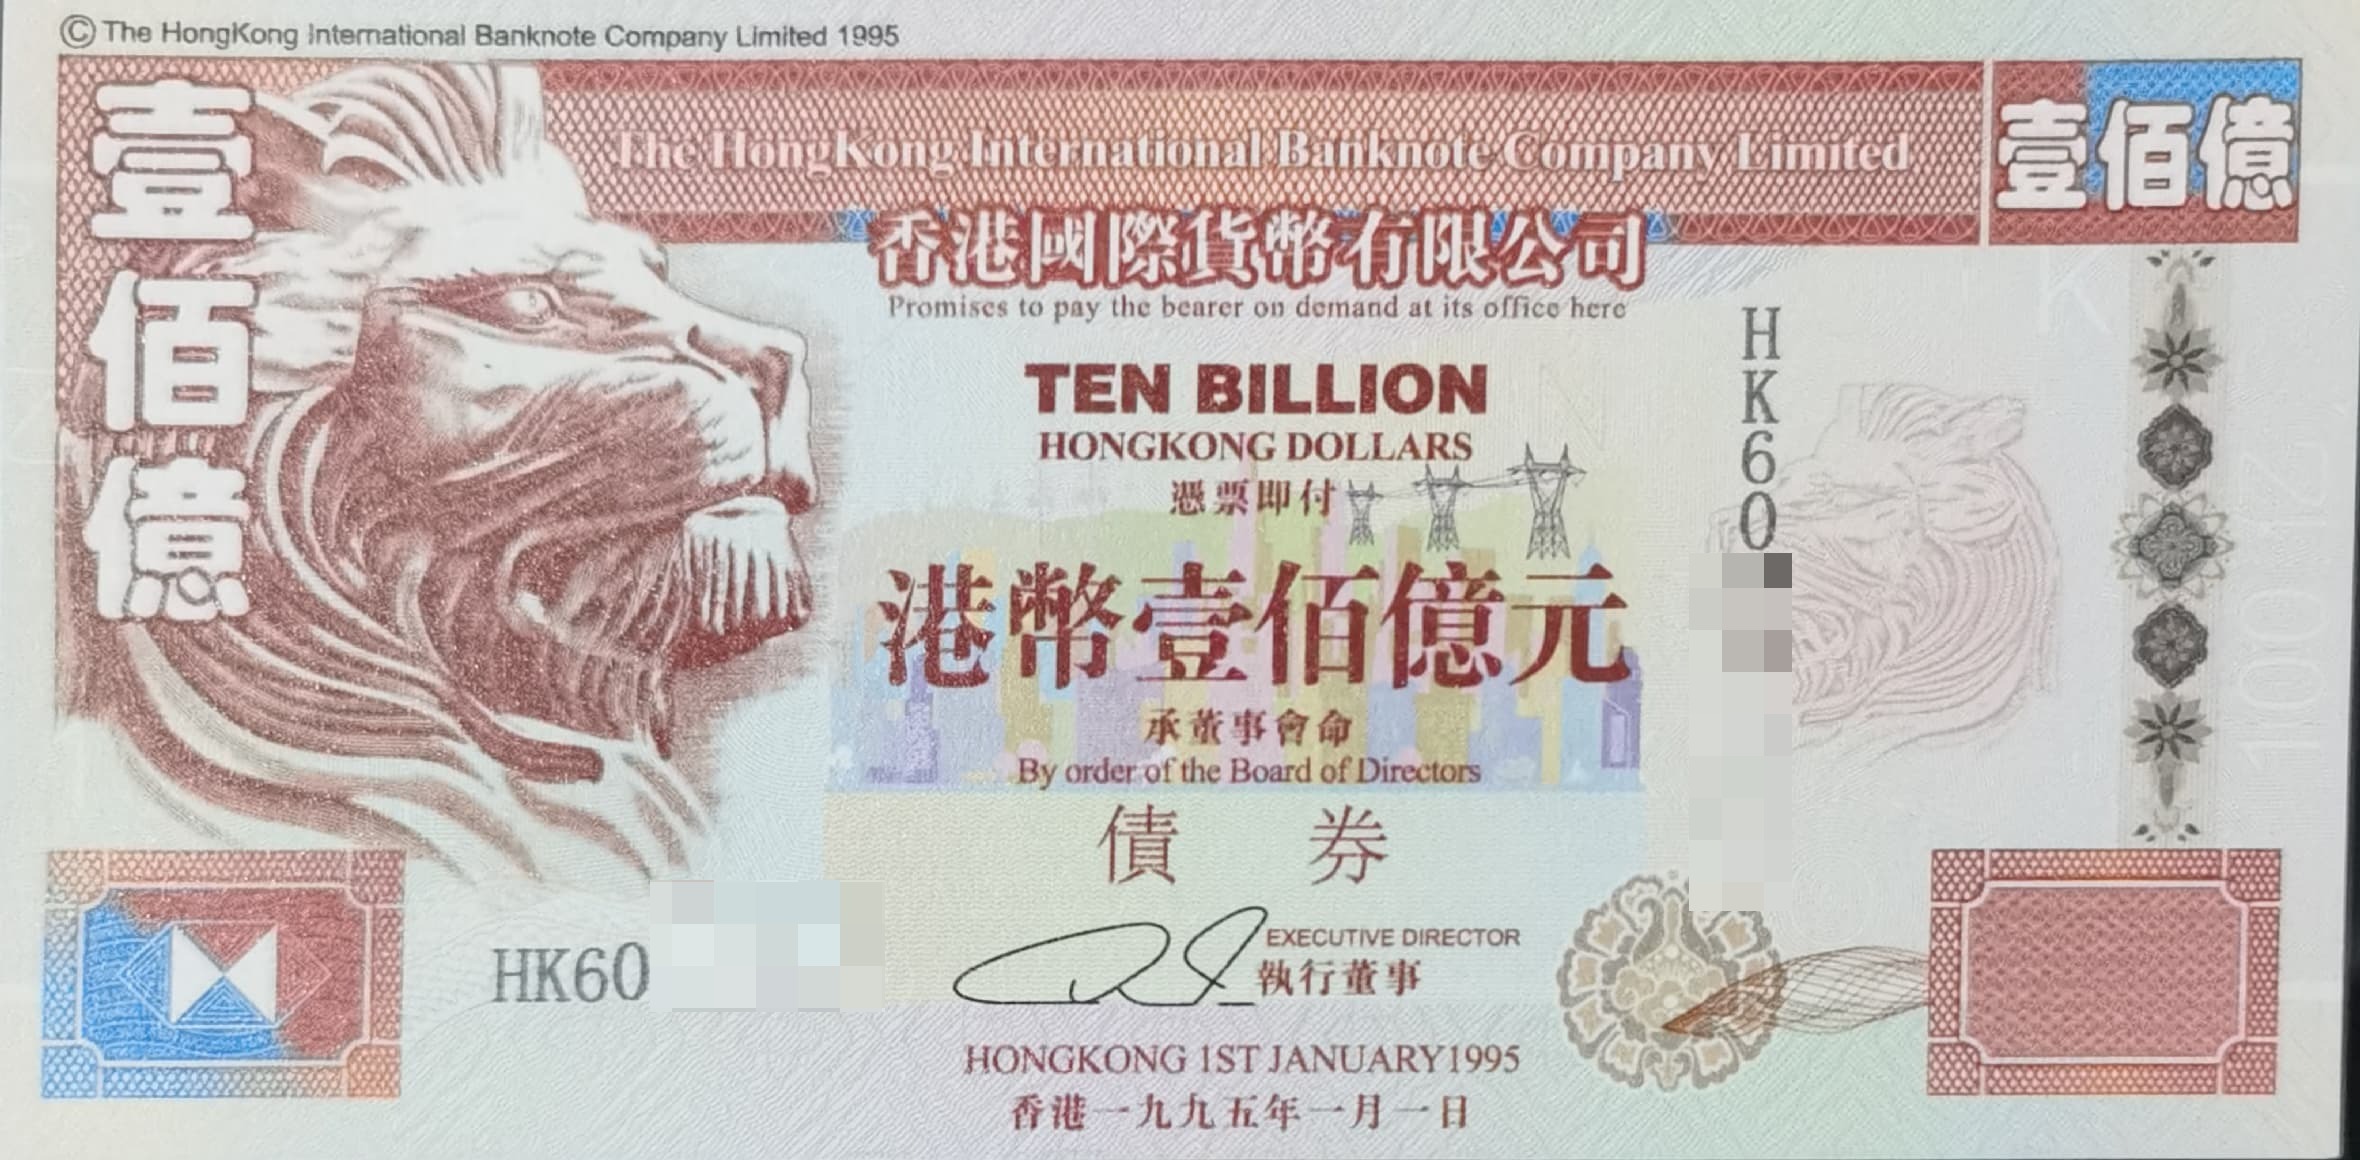 © The HongKong International Banknote Company Limited 1995
壹佰億
The HongKong International Banknote Company Limited
壹佰億
香港國際貨幣有限公司
Promises to pay the bearer on demand at its office here
TEN BILLION
HONGKONG DOLLARS
憑票即付
港幣壹佰億元
承董事會命
By order of the Board of Directors
債 券
HK60
HK60
EXECUTIVE DIRECTOR
執行董事
HONGKONG 1ST JANUARY1995
香港一九九五年一月一日